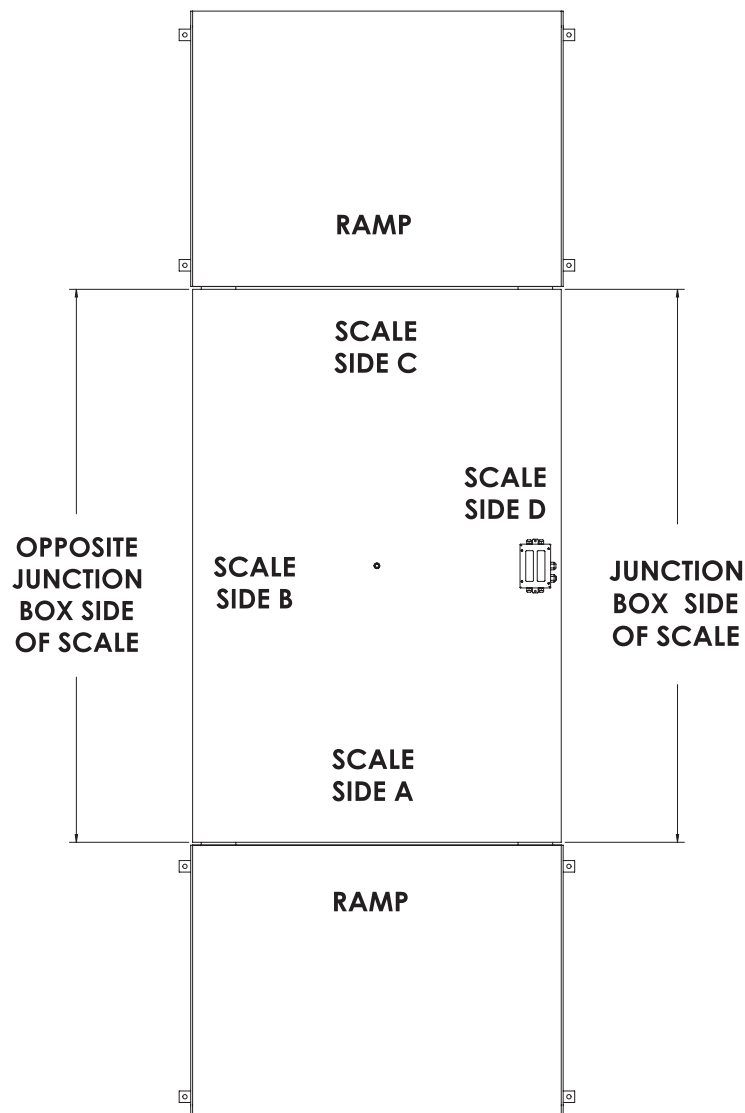 RAMP
SCALE
SIDE C
SCALE
SIDE D
OPPOSITE
JUNCTION
BOX SIDE
OF SCALE
SCALE
SIDE B
JUNCTION
BOX SIDE
OF SCALE
SCALE
SIDE A
RAMP